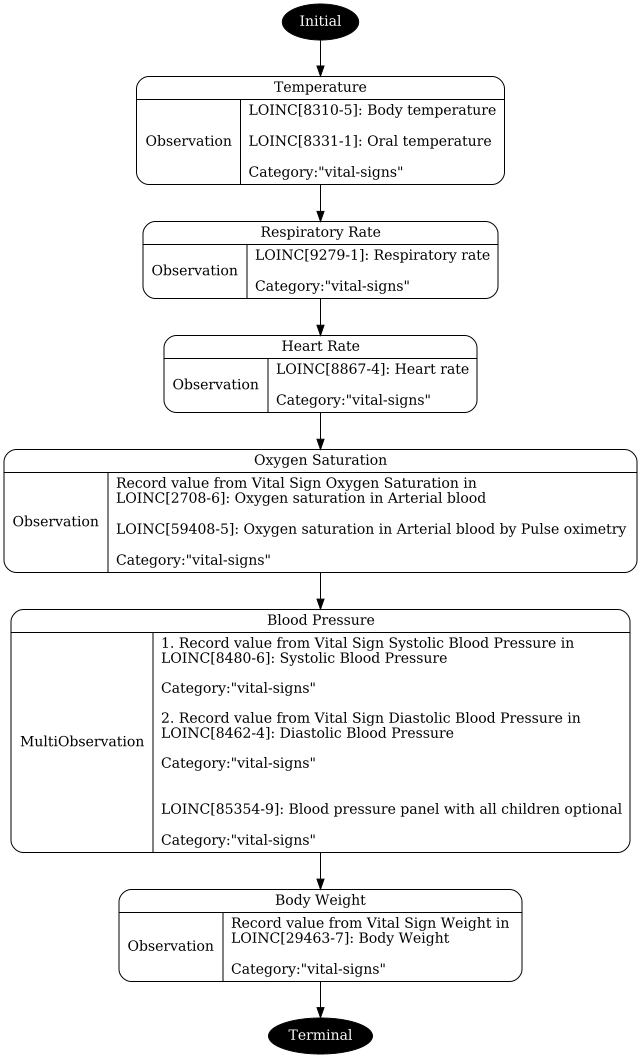 Initial
Temperature
Observation
LOINC[8310-5]: Body temperature
LOINC[8331-1]: Oral temperature
Category:"vital-signs"
Respiratory Rate
Observation
LOINC[9279-1]: Respiratory rate
Category:"vital-signs"
Heart Rate
Observation
LOINC[8867-4]: Heart rate
Category:"vital-signs"
Oxygen Saturation
Observation
Record value from Vital Sign Oxygen Saturation in
LOINC[2708-6]: Oxygen saturation in Arterial blood
LOINC[59408-5]: Oxygen saturation in Arterial blood by Pulse oximetry
Category:"vital-signs"
Blood Pressure
MultiObservation
1. Record value from Vital Sign Systolic Blood Pressure in
LOINC[8480-6]: Systolic Blood Pressure
Category:"vital-signs"
2. Record value from Vital Sign Diastolic Blood Pressure in
LOINC[8462-4]: Diastolic Blood Pressure
Category:"vital-signs"
LOINC[85354-9]: Blood pressure panel with all children optional
Category:"vital-signs"
Body Weight
Observation
Record value from Vital Sign Weight in
LOINC[29463-7]: Body Weight
Category:"vital-signs"
Terminal